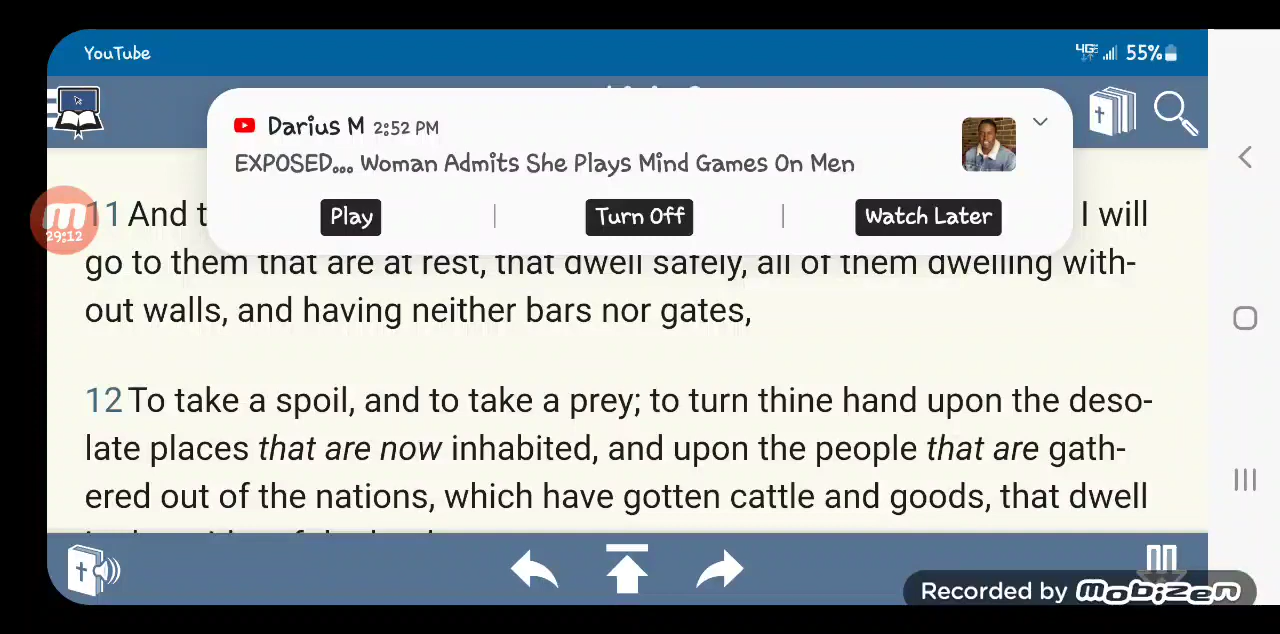 YouTube 4G 55%
Darius M 2:52 PM
EXPOSED... Woman Admits She Plays Mind Games On Men
Play | Turn Off | Watch Later
29:12
11 And t I will
go to them that are at rest, that dwell safely, all of them dwelling with-
out walls, and having neither bars nor gates,
12 To take a spoil, and to take a prey; to turn thine hand upon the deso-
late places that are now inhabited, and upon the people that are gath-
ered out of the nations, which have gotten cattle and goods, that dwell
Recorded by mobizen